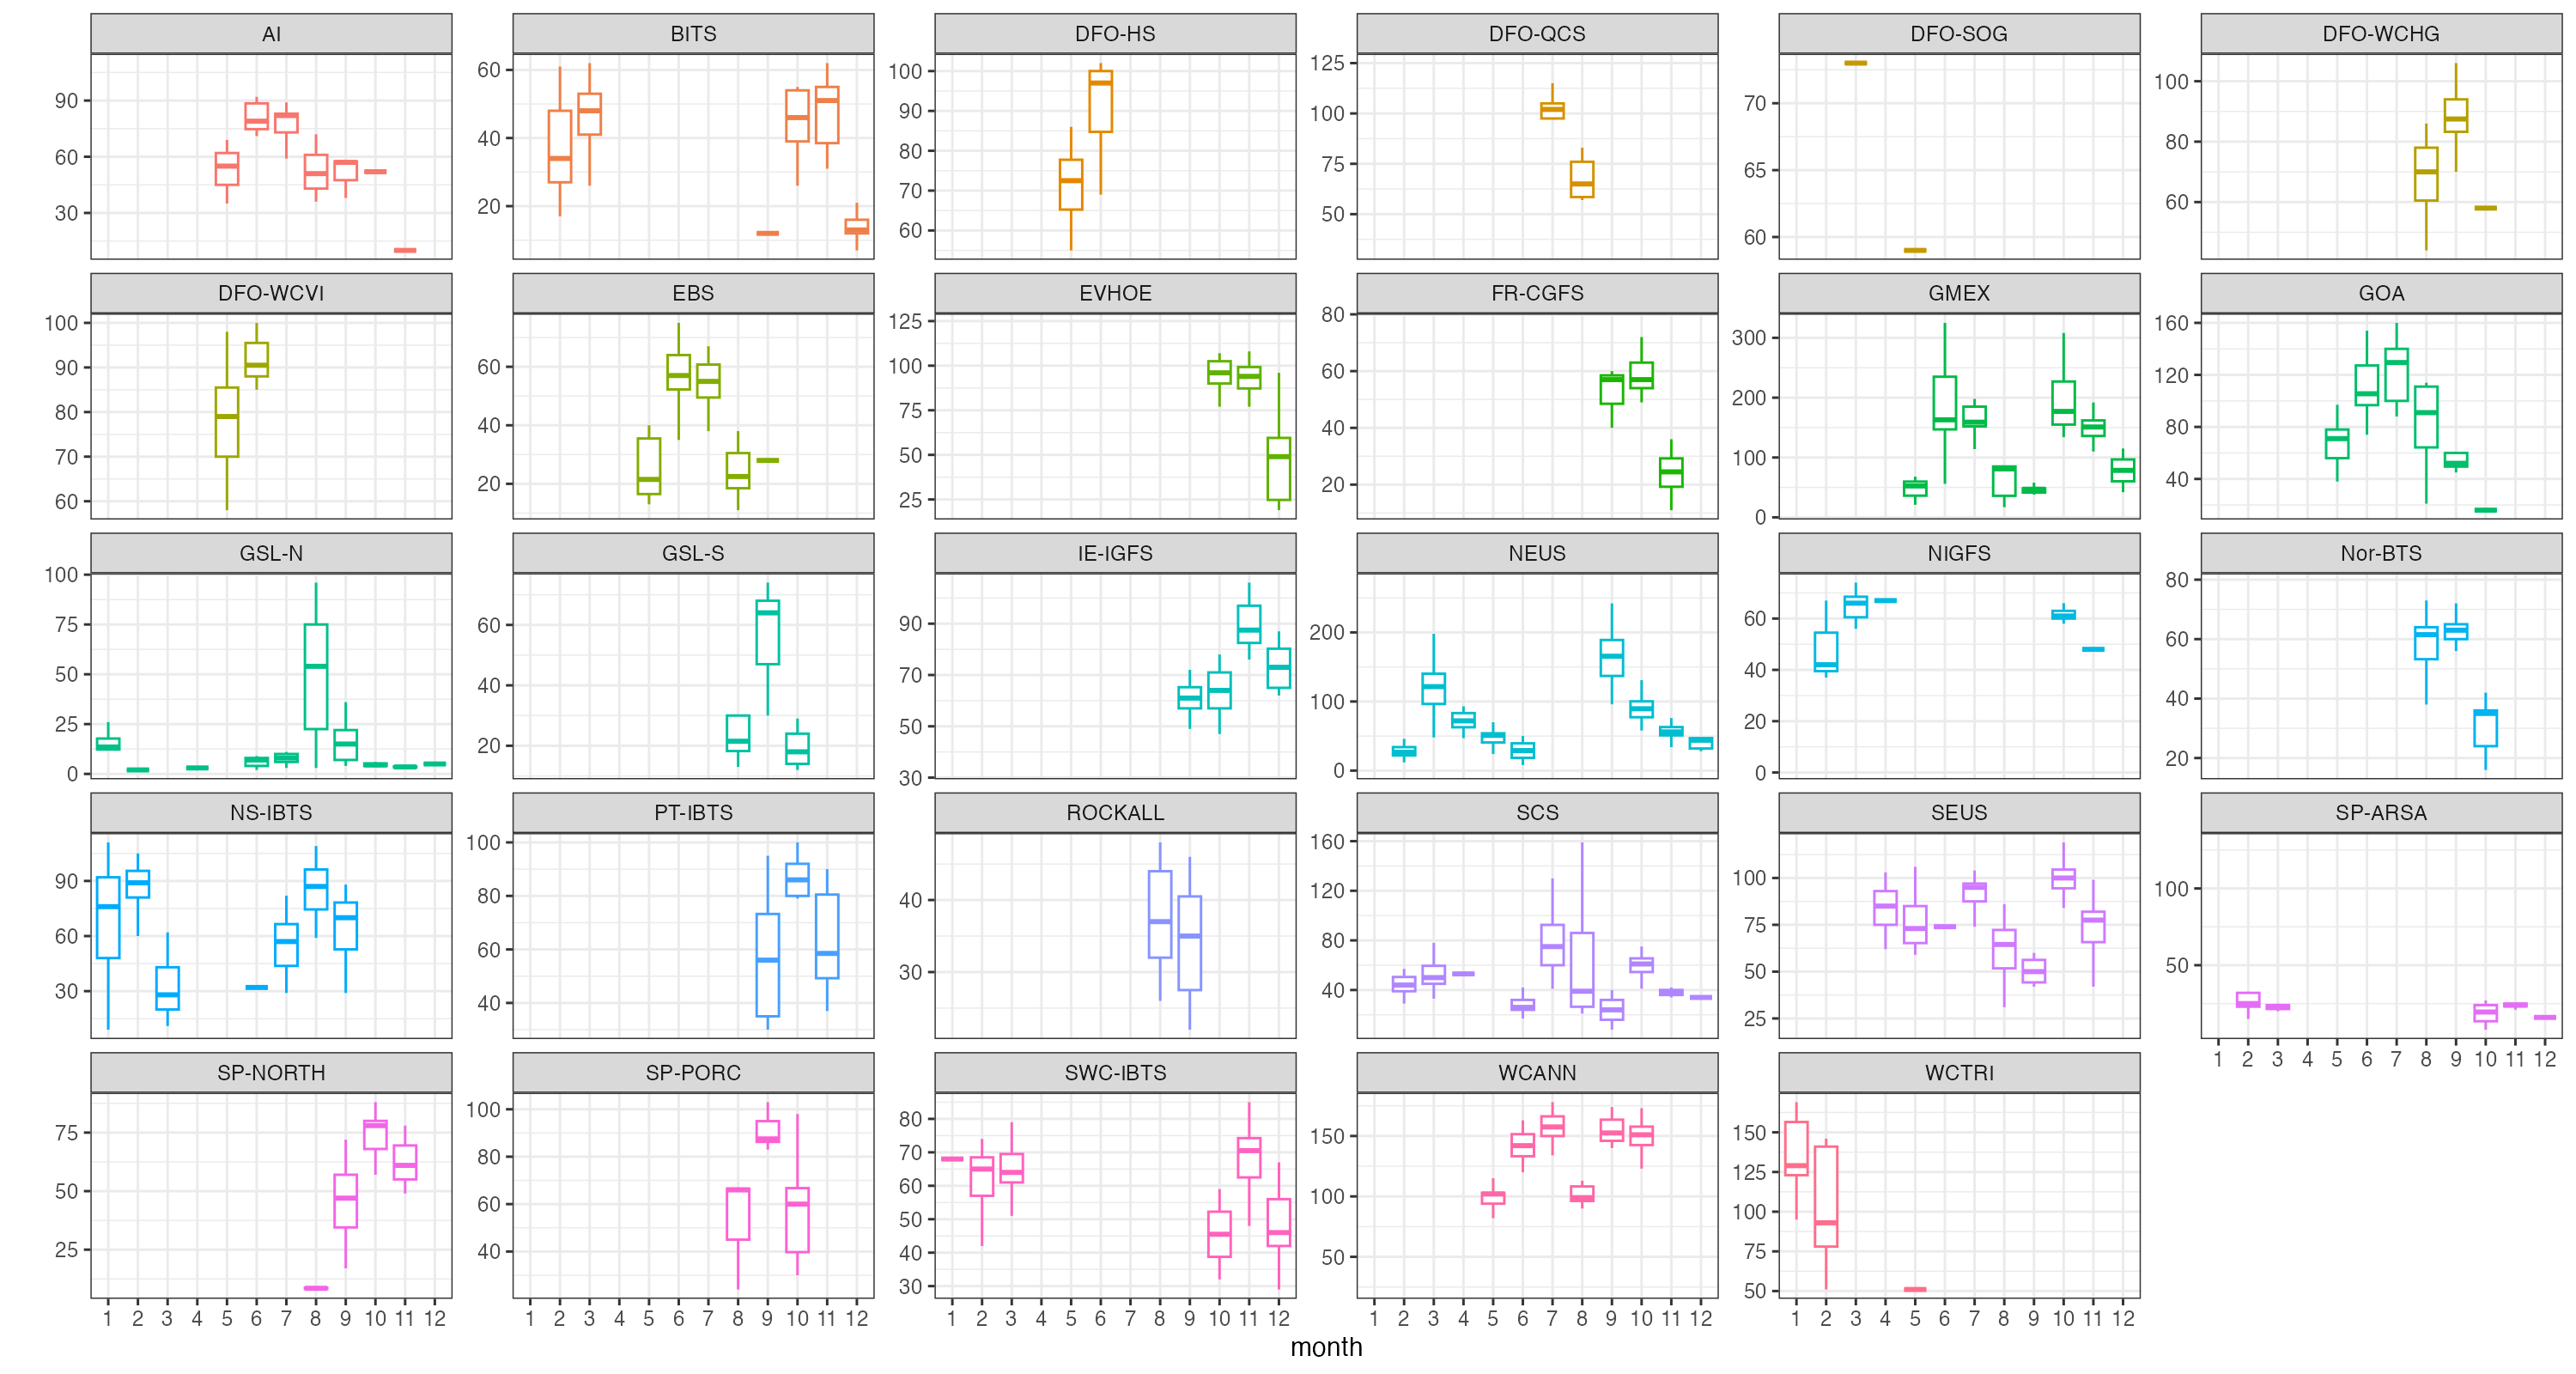 AI BITS DFO-HS DFO-QCS DFO-SOG DFO-WCHG
90 60 30
60 40 20
100 90 80 70 60
125 100 75 50
70 65 60
100 80 60
DFO-WCVI EBS EVHOE FR-CGFS GMEX GOA
100 90 80 70 60
60 40 20
125 100 75 50 25
80 60 40 20
300 200 100 0
160 120 80 40
GSL-N GSL-S IE-IGFS NEUS NIGFS Nor-BTS
100 75 50 25 0
60 40 20
90 70 50 30
200 100 0
60 40 20 0
80 60 40 20
NS-IBTS PT-IBTS ROCKALL SCS SEUS SP-ARSA
90 60 30
100 80 60 40
40 30
160 120 80 40
100 75 50 25
100 50
1 2 3 4 5 6 7 8 9 10 11 12
SP-NORTH SP-PORC SWC-IBTS WCANN WCTRI
75 50 25
100 80 60 40
80 70 60 50 40 30
150 100 50
150 125 100 75 50
1 2 3 4 5 6 7 8 9 10 11 12
1 2 3 4 5 6 7 8 9 10 11 12
1 2 3 4 5 6 7 8 9 10 11 12
1 2 3 4 5 6 7 8 9 10 11 12
1 2 3 4 5 6 7 8 9 10 11 12
month